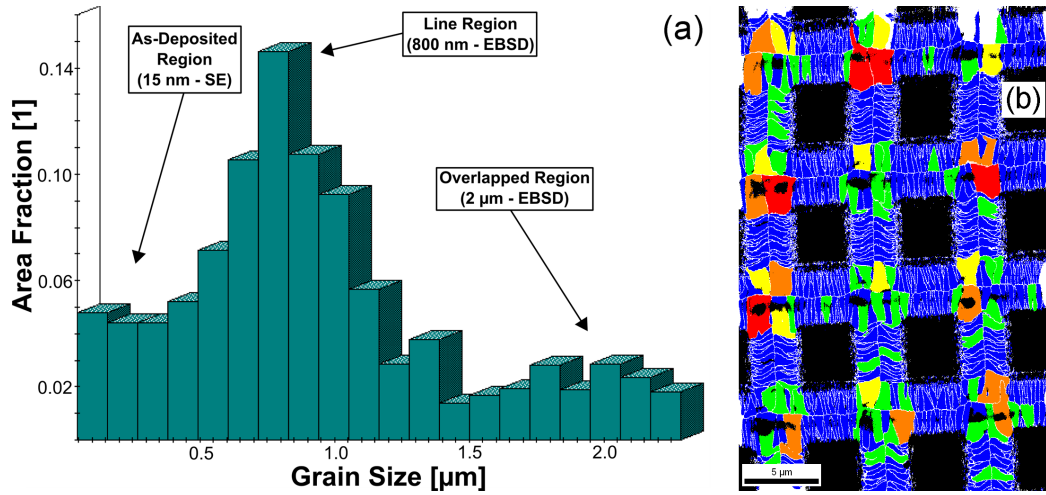 (a)
As-Deposited
Region
(15 nm - SE)
Line Region
(800 nm - EBSD)
Overlapped Region
(2 µm - EBSD)
Area Fraction [1]
0.14
0.10
0.06
0.02
0.5
1.0
1.5
2.0
Grain Size [µm]
(b)
5 µm